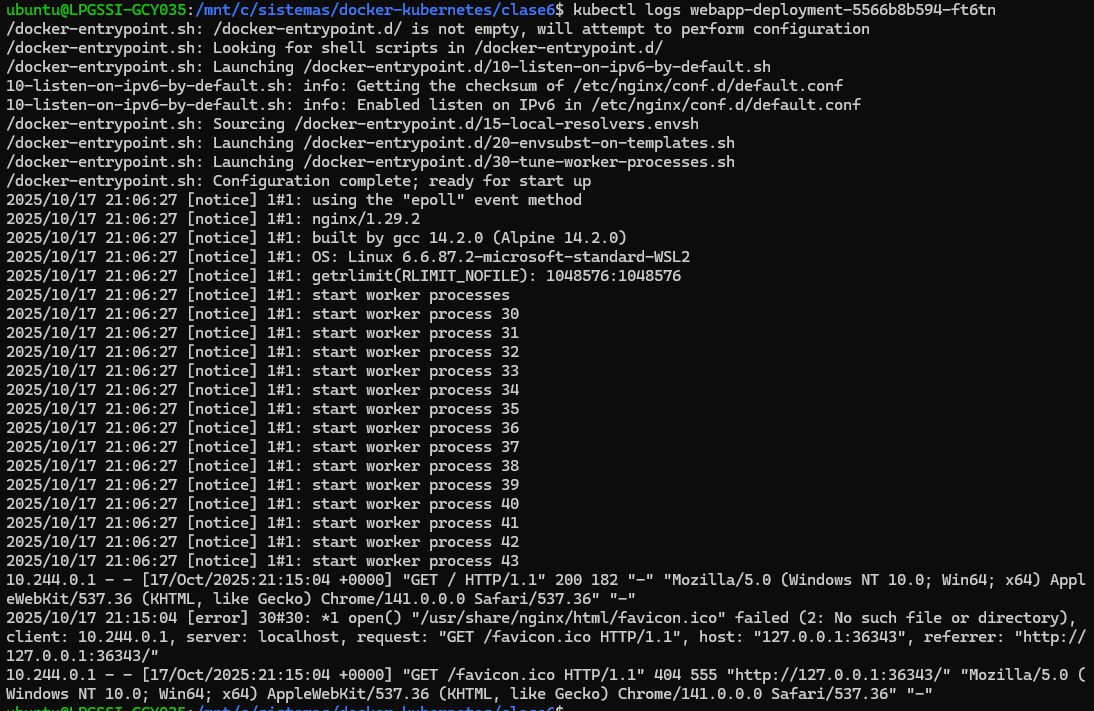 ubuntu@LPGSSI-GCY035:/mnt/c/sistemas/docker-kubernetes/clase6$ kubectl logs webapp-deployment-5566b8b594-ft6tn
/docker-entrypoint.sh: /docker-entrypoint.d/ is not empty, will attempt to perform configuration
/docker-entrypoint.sh: Looking for shell scripts in /docker-entrypoint.d/
/docker-entrypoint.sh: Launching /docker-entrypoint.d/10-listen-on-ipv6-by-default.sh
10-listen-on-ipv6-by-default.sh: info: Getting the checksum of /etc/nginx/conf.d/default.conf
10-listen-on-ipv6-by-default.sh: info: Enabled listen on IPv6 in /etc/nginx/conf.d/default.conf
/docker-entrypoint.sh: Sourcing /docker-entrypoint.d/15-local-resolvers.envsh
/docker-entrypoint.sh: Launching /docker-entrypoint.d/20-envsubst-on-templates.sh
/docker-entrypoint.sh: Launching /docker-entrypoint.d/30-tune-worker-processes.sh
/docker-entrypoint.sh: Configuration complete; ready for start up
2025/10/17 21:06:27 [notice] 1#1: using the "epoll" event method
2025/10/17 21:06:27 [notice] 1#1: nginx/1.29.2
2025/10/17 21:06:27 [notice] 1#1: built by gcc 14.2.0 (Alpine 14.2.0)
2025/10/17 21:06:27 [notice] 1#1: OS: Linux 6.6.87.2-microsoft-standard-WSL2
2025/10/17 21:06:27 [notice] 1#1: getrlimit(RLIMIT_NOFILE): 1048576:1048576
2025/10/17 21:06:27 [notice] 1#1: start worker processes
2025/10/17 21:06:27 [notice] 1#1: start worker process 30
2025/10/17 21:06:27 [notice] 1#1: start worker process 31
2025/10/17 21:06:27 [notice] 1#1: start worker process 32
2025/10/17 21:06:27 [notice] 1#1: start worker process 33
2025/10/17 21:06:27 [notice] 1#1: start worker process 34
2025/10/17 21:06:27 [notice] 1#1: start worker process 35
2025/10/17 21:06:27 [notice] 1#1: start worker process 36
2025/10/17 21:06:27 [notice] 1#1: start worker process 37
2025/10/17 21:06:27 [notice] 1#1: start worker process 38
2025/10/17 21:06:27 [notice] 1#1: start worker process 39
2025/10/17 21:06:27 [notice] 1#1: start worker process 40
2025/10/17 21:06:27 [notice] 1#1: start worker process 41
2025/10/17 21:06:27 [notice] 1#1: start worker process 42
2025/10/17 21:06:27 [notice] 1#1: start worker process 43
10.244.0.1 - - [17/Oct/2025:21:15:04 +0000] "GET / HTTP/1.1" 200 182 "-" "Mozilla/5.0 (Windows NT 10.0; Win64; x64) Appl
eWebKit/537.36 (KHTML, like Gecko) Chrome/141.0.0.0 Safari/537.36" "-"
2025/10/17 21:15:04 [error] 30#30: *1 open() "/usr/share/nginx/html/favicon.ico" failed (2: No such file or directory),
client: 10.244.0.1, server: localhost, request: "GET /favicon.ico HTTP/1.1", host: "127.0.0.1:36343", referrer: "http://
127.0.0.1:36343/"
10.244.0.1 - - [17/Oct/2025:21:15:04 +0000] "GET /favicon.ico HTTP/1.1" 404 555 "http://127.0.0.1:36343/" "Mozilla/5.0 (
Windows NT 10.0; Win64; x64) AppleWebKit/537.36 (KHTML, like Gecko) Chrome/141.0.0.0 Safari/537.36" "-"
ubuntu@LPGSSI-GCY035:/mnt/c/sistemas/docker-kubernetes/clase6$